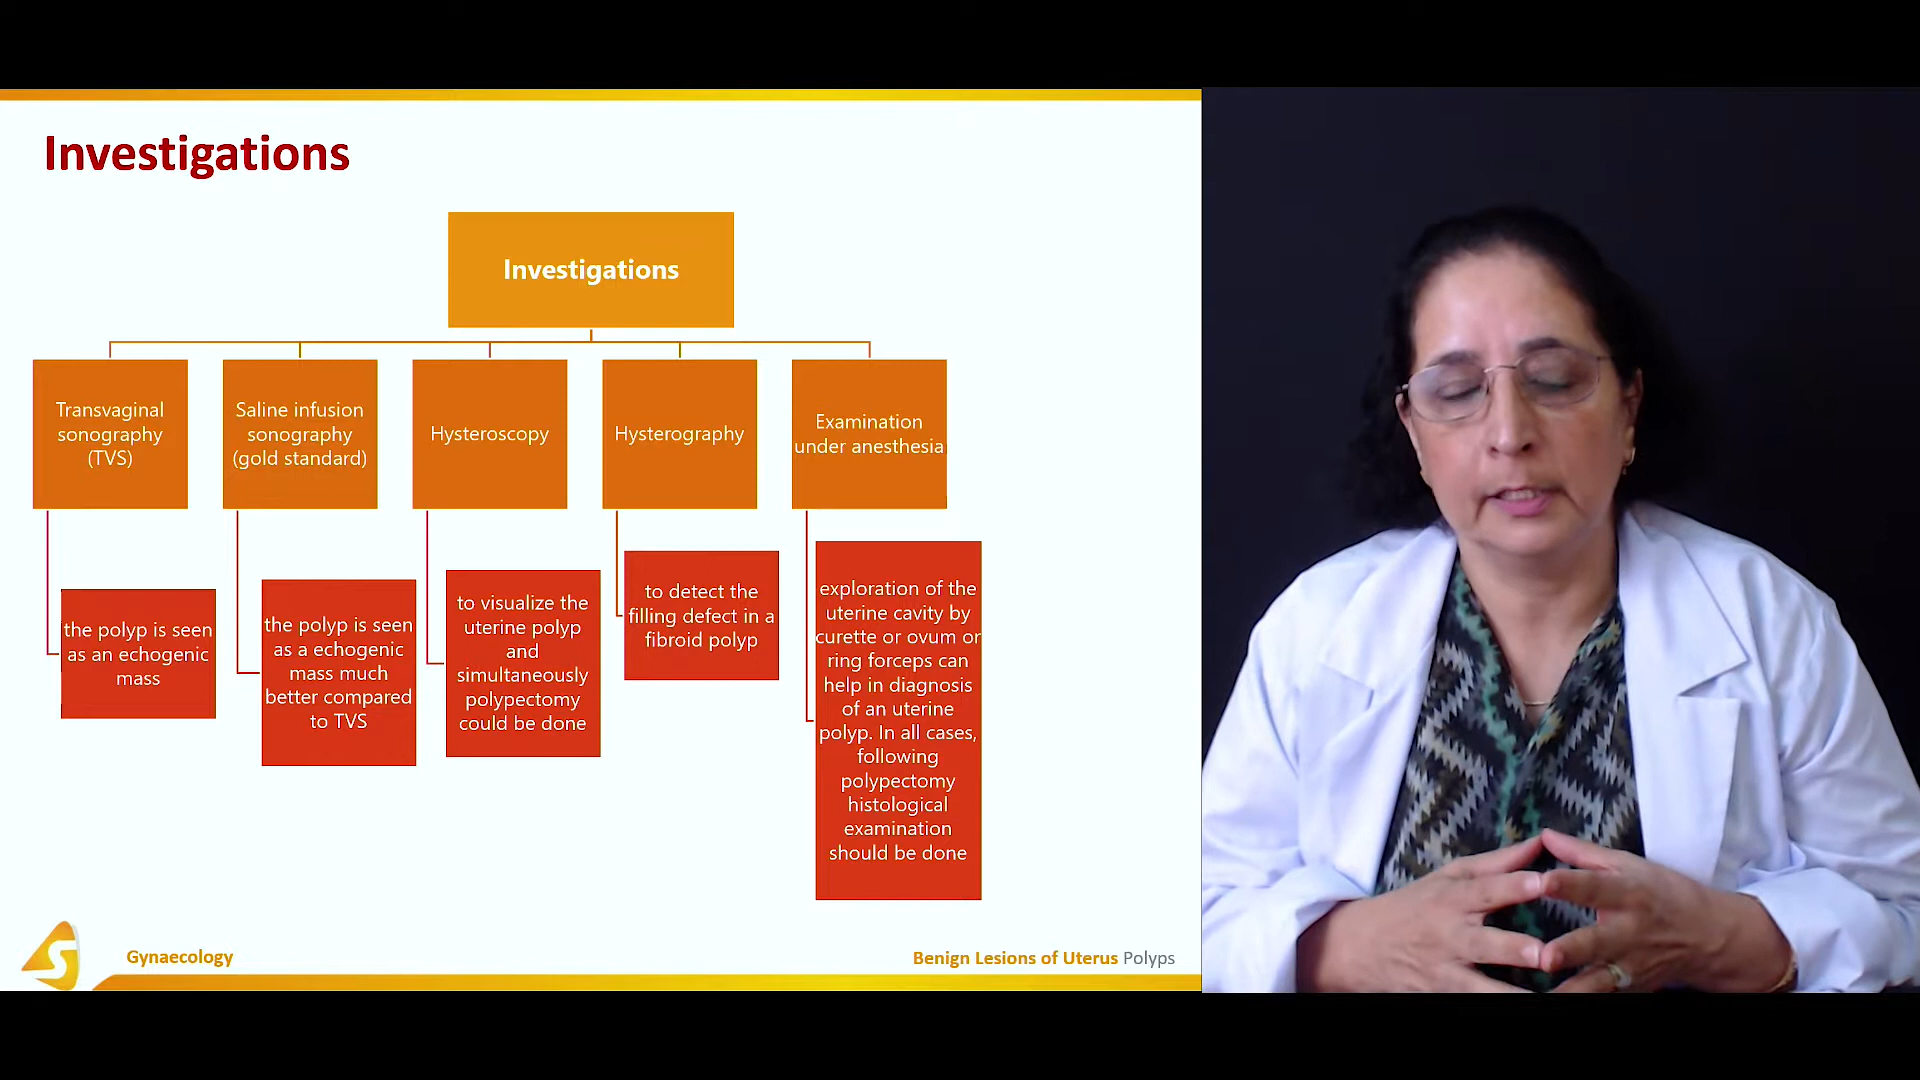 Investigations
Investigations
Transvaginal
sonography
(TVS)
Saline infusion
sonography
(gold standard)
Hysteroscopy
Hysterography
Examination
under anesthesia
the polyp is seen
as an echogenic
mass
the polyp is seen
as a echogenic
mass much
better compared
to TVS
to visualize the
uterine polyp
and
simultaneously
polypectomy
could be done
to detect the
filling defect in a
fibroid polyp
exploration of the
uterine cavity by
curette or ovum or
ring forceps can
help in diagnosis
of an uterine
polyp. In all cases,
following
polypectomy
histological
examination
should be done
S
Gynaecology
Benign Lesions of Uterus Polyps